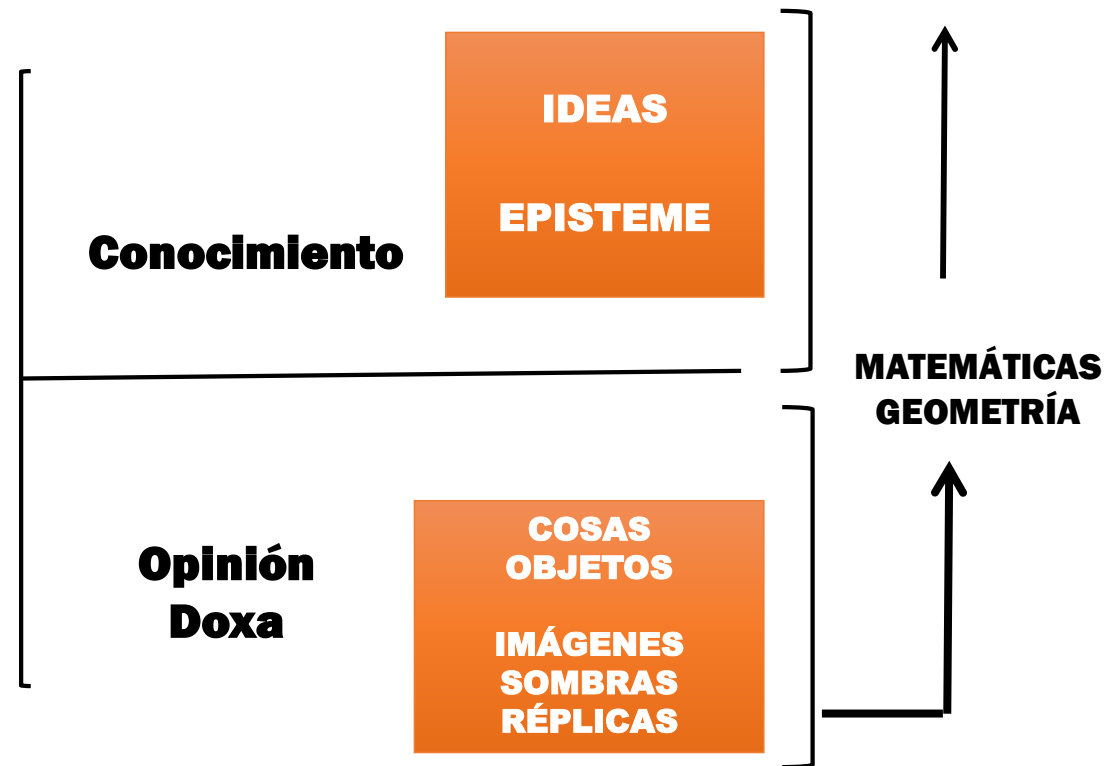 IDEAS
EPISTEME
Conocimiento
MATEMÁTICAS
GEOMETRÍA
Opinión
Doxa
COSAS
OBJETOS
IMÁGENES
SOMBRAS
RÉPLICAS